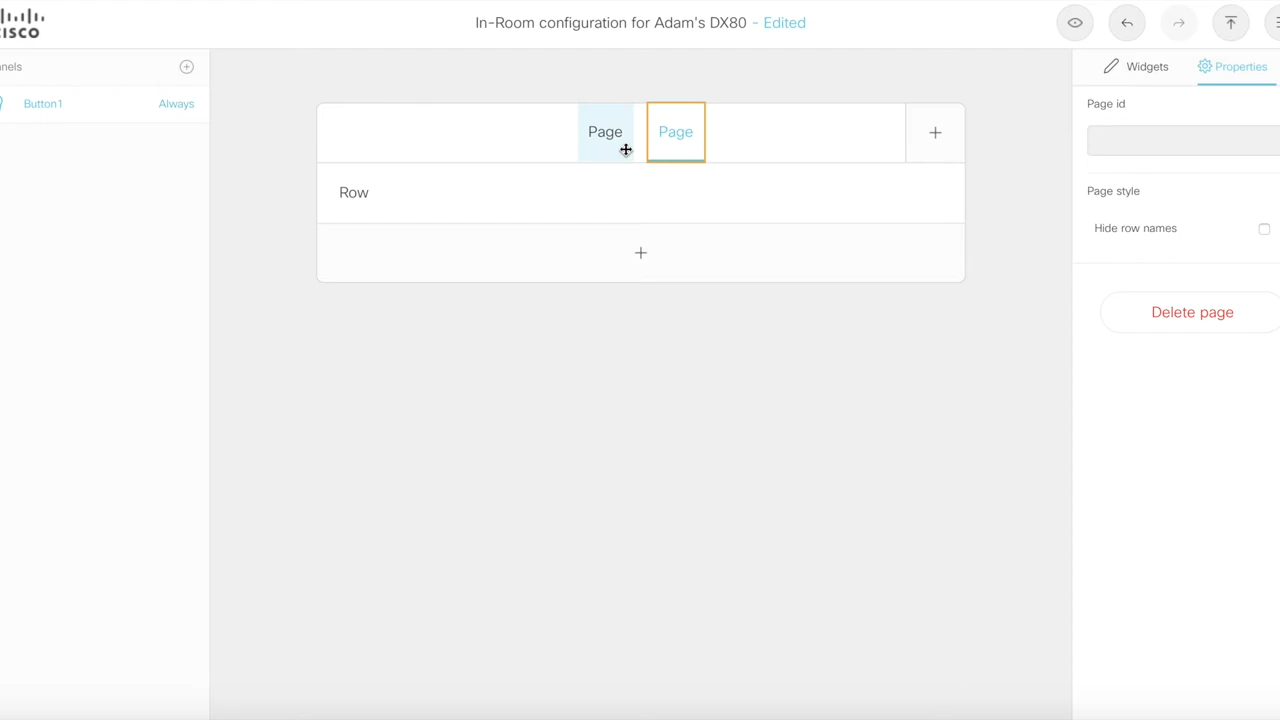 In-Room configuration for Adam's DX80 - Edited
cisco
nels
Widgets
Properties
Button1
Always
Page id
Page
Page
Page style
Row
Hide row names
Delete page